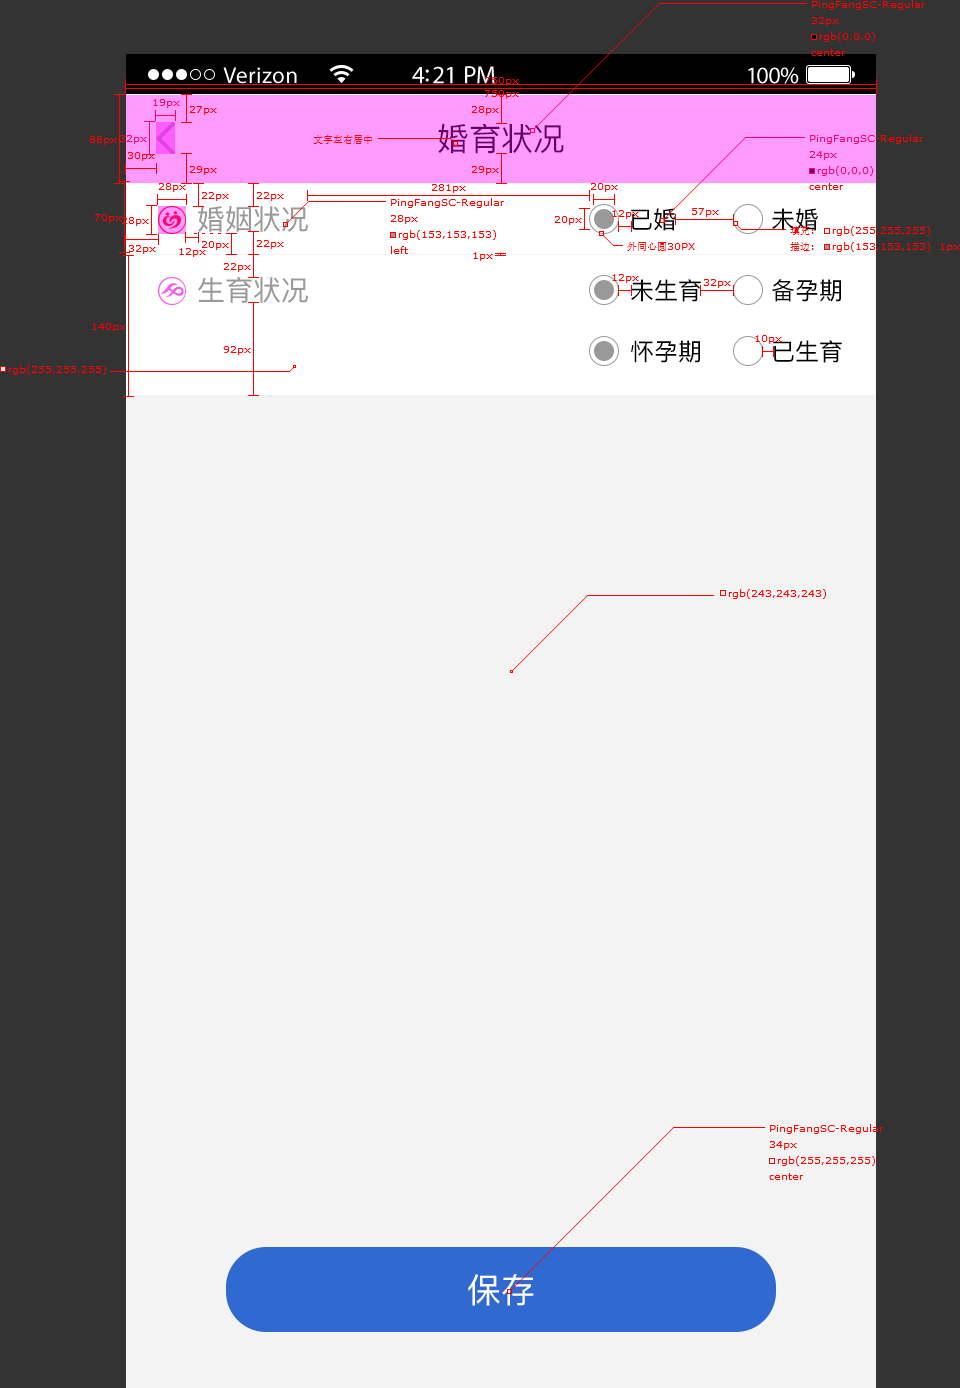 PingFangSC-Regular
32px
rgb(0,0,0)
center
Verizon
4:21 PM
100%
750px
750px
19px
27px
28px
88px
32px
文字左右居中
婚育状况
PingFangSC-Regular
24px
rgb(0,0,0)
center
30px
29px
29px
28px
22px
22px
281px
20px
PingFangSC-Regular
28px
rgb(153,153,153)
left
70px
28px
婚姻状况
20px
12px
已婚
57px
未婚
填充: rgb(255,255,255)
描边: rgb(153,153,153) 1px
32px
12px
20px
22px
外同心圆30PX
1px
22px
生育状况
12px
未生育
32px
备孕期
140px
92px
怀孕期
10px
已生育
rgb(255,255,255)
rgb(243,243,243)
PingFangSC-Regular
34px
rgb(255,255,255)
center
保存